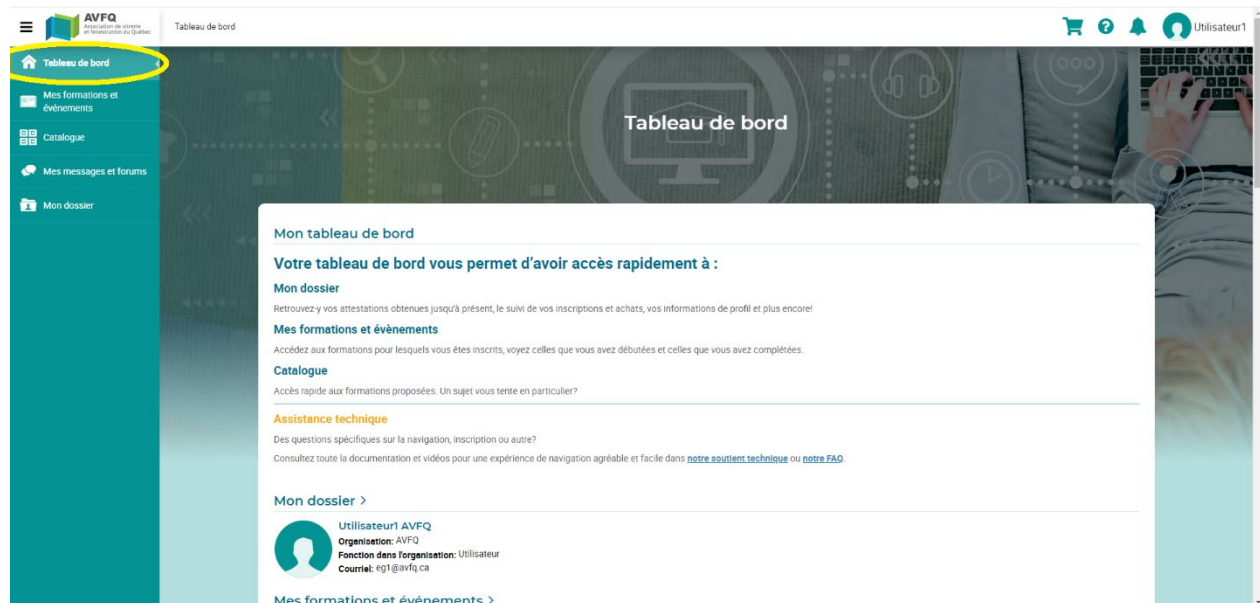 AVFQ
Association de vitrerie
et fenestration du Québec
Tableau de bord
Utilisateur1
Tableau de bord
Mes formations et
événements
Catalogue
Mes messages et forums
Mon dossier
Tableau de bord
Mon tableau de bord
Votre tableau de bord vous permet d'avoir accès rapidement à :
Mon dossier
Retrouvez-y vos attestations obtenues jusqu'à présent, le suivi de vos inscriptions et achats, vos informations de profil et plus encore!
Mes formations et évènements
Accédez aux formations pour lesquels vous êtes inscrits, voyez celles que vous avez débutées et celles que vous avez complétées.
Catalogue
Accès rapide aux formations proposées. Un sujet vous tente en particulier?
Assistance technique
Des questions spécifiques sur la navigation, inscription ou autre?
Consultez toute la documentation et vidéos pour une expérience de navigation agréable et facile dans notre soutient technique ou notre FAQ.
Mon dossier >
Utilisateur1 AVFQ
Organisation: AVFQ
Fonction dans l'organisation: Utilisateur
Courriel: eg1@avfq.ca
Mes formations et événements >